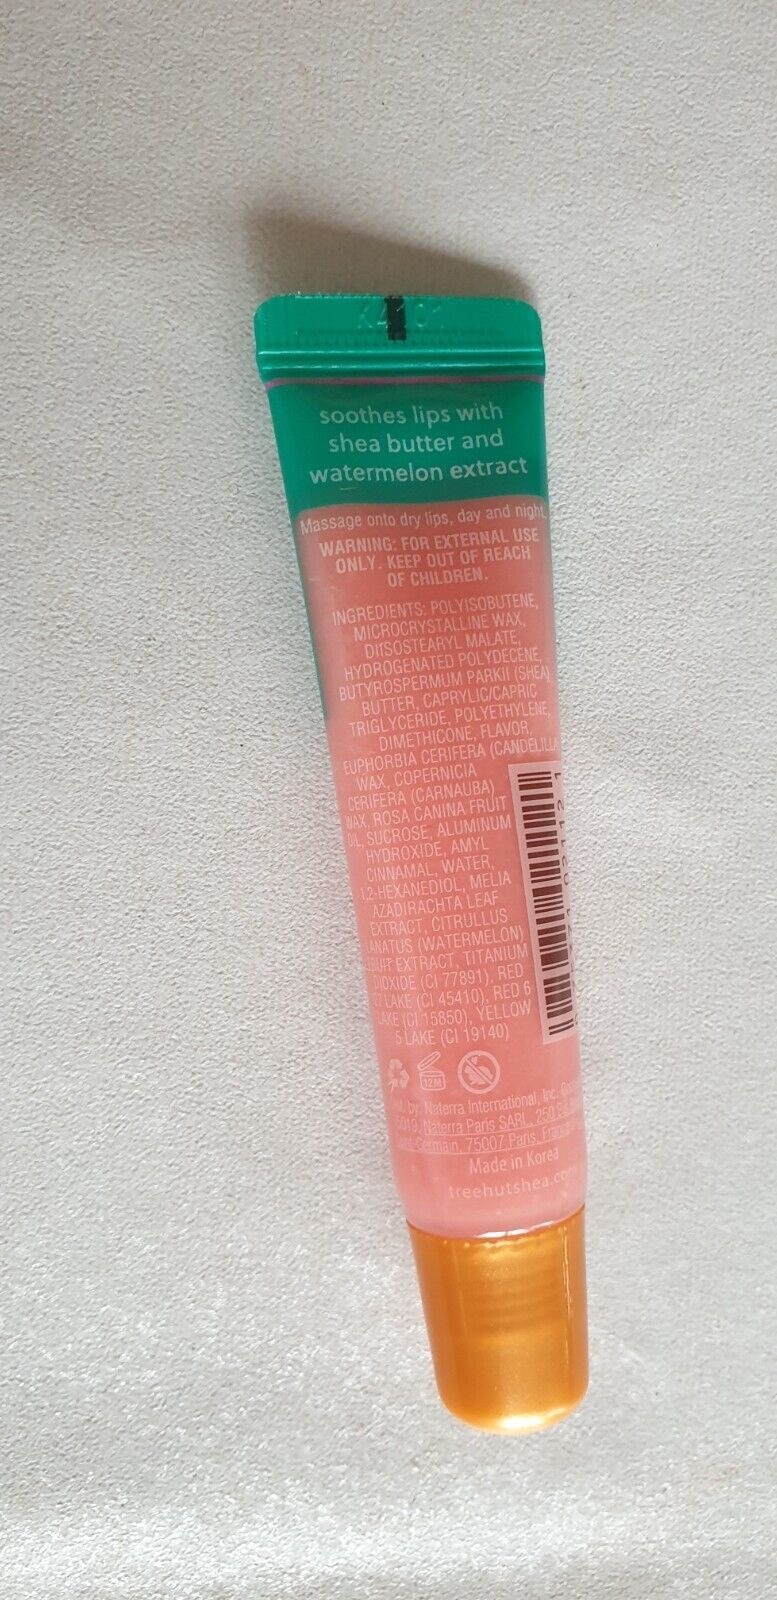 soothes lips with
shea butter and
watermelon extract
Massage onto dry lips, day and night.
WARNING: FOR EXTERNAL USE
ONLY. KEEP OUT OF REACH
OF CHILDREN.
INGREDIENTS: POLYISOBUTENE,
MICROCRYSTALLINE WAX,
DIISOSTEARYL MALATE,
HYDROGENATED POLYDECENE,
BUTYROSPERMUM PARKII (SHEA)
BUTTER, CAPRYLIC/CAPRIC
TRIGLYCERIDE, POLYETHYLENE,
DIMETHICONE, FLAVOR,
EUPHORBIA CERIFERA (CANDELILLA)
WAX, COPERNICIA
CERIFERA (CARNAUBA)
WAX, ROSA CANINA FRUIT
OIL, SUCROSE, ALUMINUM
HYDROXIDE, AMYL
CINNAMAL, WATER,
1,2-HEXANEDIOL, MELIA
AZADIRACHTA LEAF
EXTRACT, CITRULLUS
LANATUS (WATERMELON)
FRUIT EXTRACT, TITANIUM
DIOXIDE (CI 77891), RED
27 LAKE (CI 45410), RED 6
LAKE (CI 15850), YELLOW
5 LAKE (CI 19140)
12M
by: Naterra International, Inc.
Naterra Paris SARL, 250
Germain, 75007 Paris,
Made in Korea
treehutshea.com